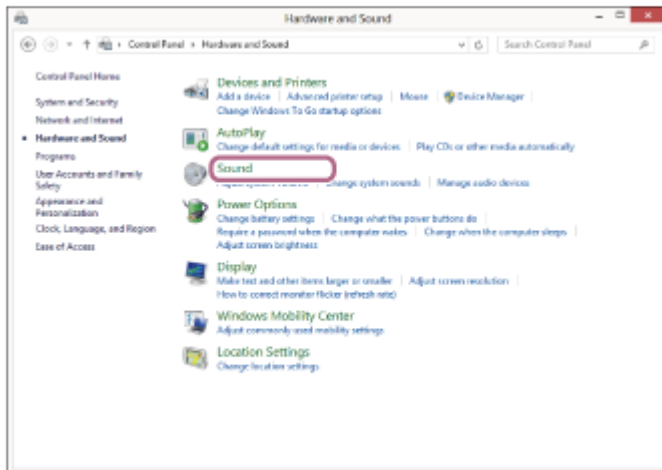 Hardware and Sound
Control Panel › Hardware and Sound
Search Control Panel
Control Panel Home
System and Security
Network and Internet
Hardware and Sound
Programs
User Accounts and Family
Safety
Appearance and
Personalization
Clock, Language, and Region
Ease of Access
Devices and Printers
Add a device | Advanced printer setup | Mouse | Device Manager
Change Windows To Go startup options
AutoPlay
Change default settings for media or devices | Play CDs or other media automatically
Sound
Adjust system volume | Change system sounds | Manage audio devices
Power Options
Change battery settings | Change what the power buttons do
Require a password when the computer wakes | Change when the computer sleeps
Adjust screen brightness
Display
Make text and other items larger or smaller | Adjust screen resolution
How to correct monitor flicker (refresh rate)
Windows Mobility Center
Adjust commonly used mobility settings
Location Settings
Change location settings